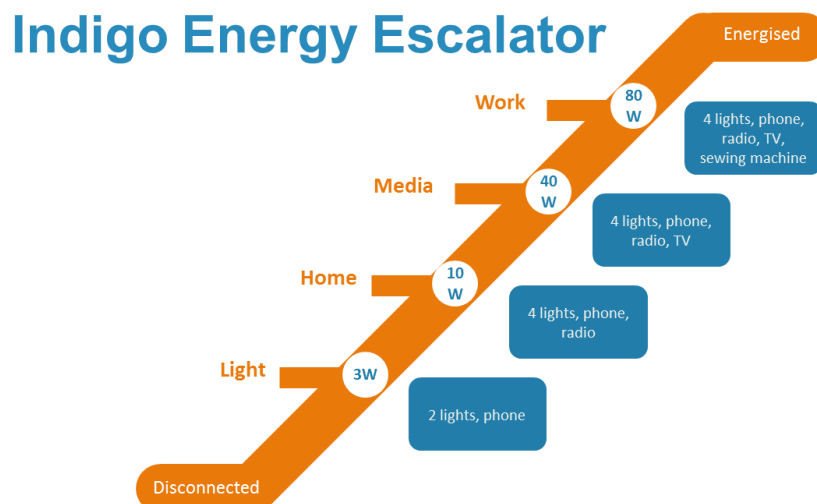 Indigo Energy Escalator
Energised
Work
80
W
4 lights, phone,
radio, TV,
sewing machine
Media
40
W
4 lights, phone,
radio, TV
Home
10
W
4 lights, phone,
radio
Light
3W
2 lights, phone
Disconnected